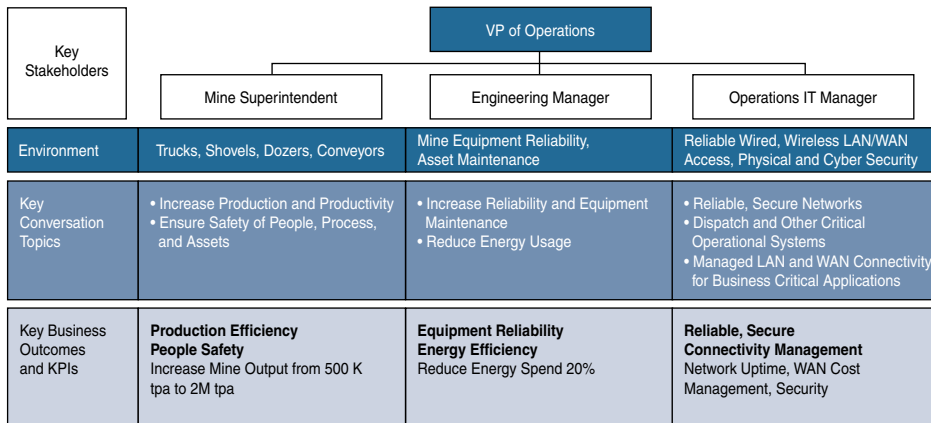 VP of Operations
Key
Stakeholders
Mine Superintendent
Engineering Manager
Operations IT Manager
Environment
Trucks, Shovels, Dozers, Conveyors
Mine Equipment Reliability,
Asset Maintenance
Reliable Wired, Wireless LAN/WAN
Access, Physical and Cyber Security
Key
Conversation
Topics
• Increase Production and Productivity
• Ensure Safety of People, Process,
and Assets
• Increase Reliability and Equipment
Maintenance
• Reduce Energy Usage
• Reliable, Secure Networks
• Dispatch and Other Critical
Operational Systems
• Managed LAN and WAN Connectivity
for Business Critical Applications
Key Business
Outcomes
and KPIs
Production Efficiency
People Safety
Increase Mine Output from 500 K
tpa to 2M tpa
Equipment Reliability
Energy Efficiency
Reduce Energy Spend 20%
Reliable, Secure
Connectivity Management
Network Uptime, WAN Cost
Management, Security